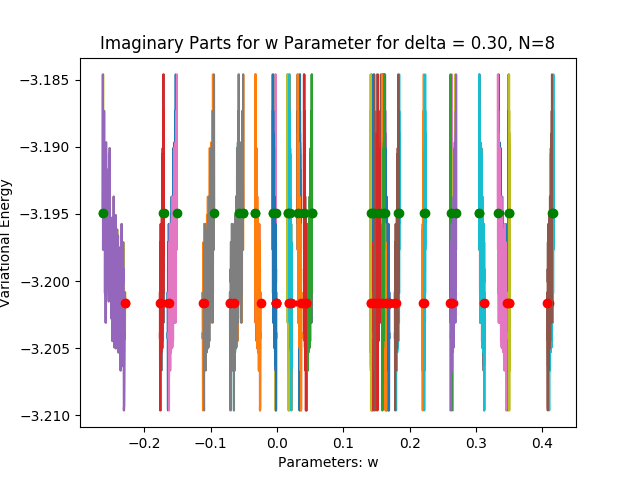 Imaginary Parts for w Parameter for delta = 0.30, N=8
Variational Energy
−3.185
−3.190
−3.195
−3.200
−3.205
−3.210
−0.2 −0.1 0.0 0.1 0.2 0.3 0.4
Parameters: w